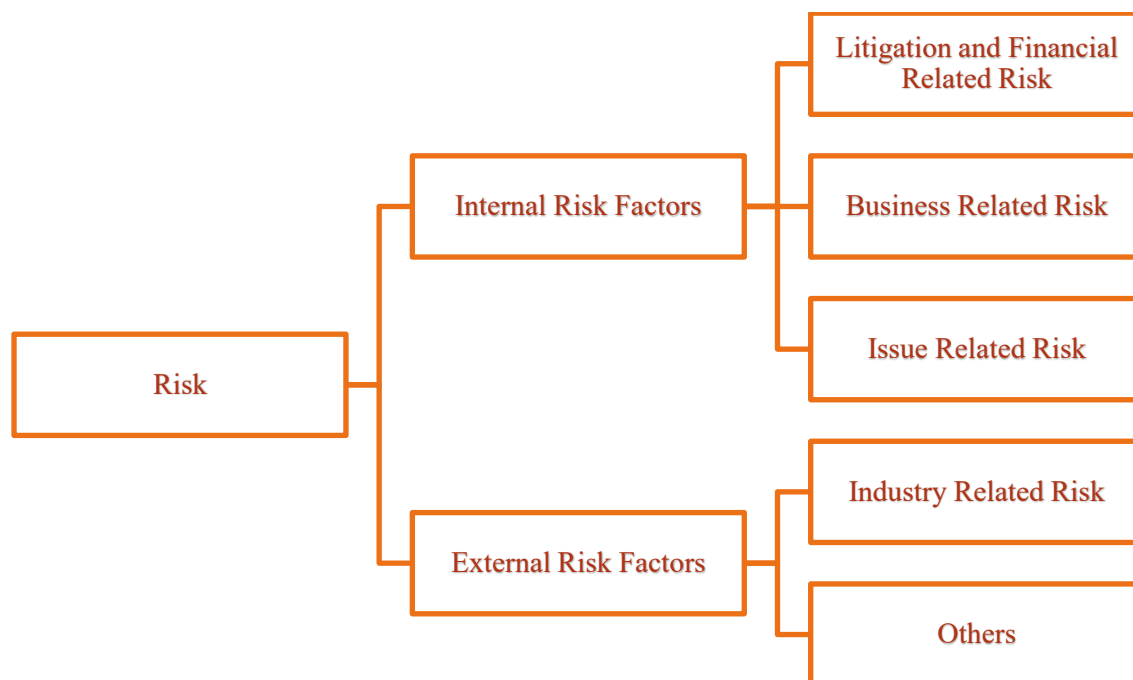 Litigation and Financial
Related Risk
Internal Risk Factors
Business Related Risk
Issue Related Risk
Risk
Industry Related Risk
External Risk Factors
Others